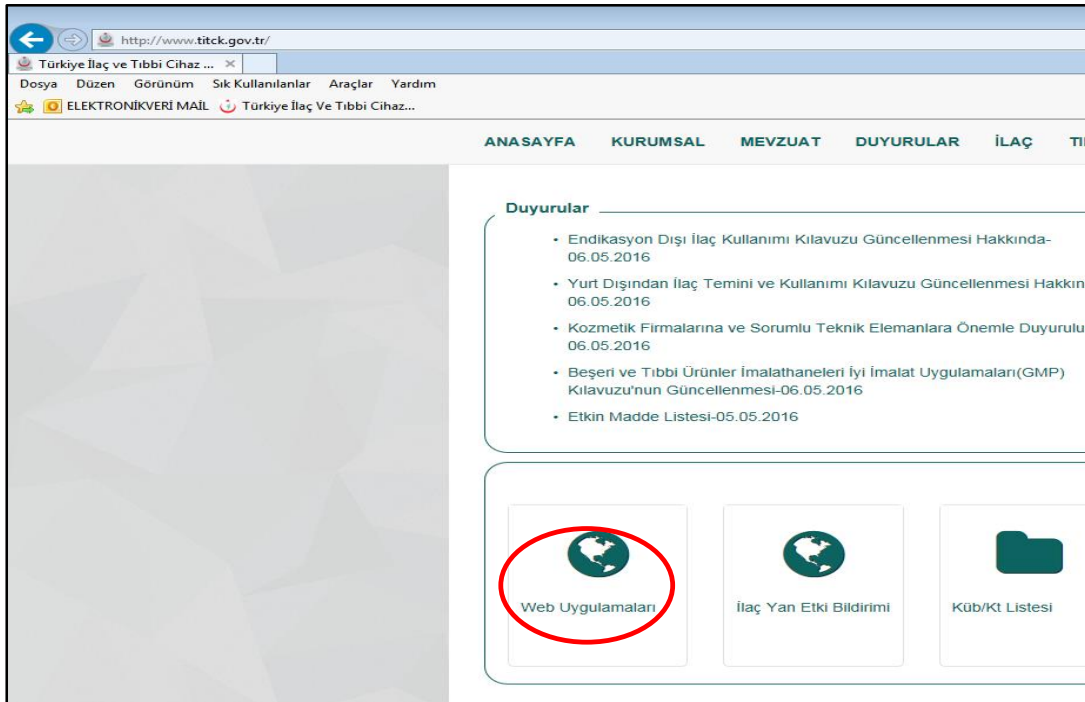 http://www.titck.gov.tr/
Türkiye İlaç ve Tıbbi Cihaz ...
Dosya Düzen Görünüm Sık Kullanılanlar Araçlar Yardım
ELEKTRONİKVERİ MAİL Türkiye İlaç Ve Tıbbi Cihaz...
ANASAYFA KURUMSAL MEVZUAT DUYURULAR İLAÇ
Duyurular
• Endikasyon Dışı İlaç Kullanımı Kılavuzu Güncellenmesi Hakkında-
06.05.2016
• Yurt Dışından İlaç Temini ve Kullanımı Kılavuzu Güncellenmesi Hakkın
06.05.2016
• Kozmetik Firmalarına ve Sorumlu Teknik Elemanlara Önemle Duyurulu
06.05.2016
• Beşeri ve Tıbbi Ürünler İmalathaneleri İyi İmalat Uygulamaları(GMP)
Kılavuzu'nun Güncellenmesi-06.05.2016
• Etkin Madde Listesi-05.05.2016
Web Uygulamaları İlaç Yan Etki Bildirimi Küb/Kt Listesi